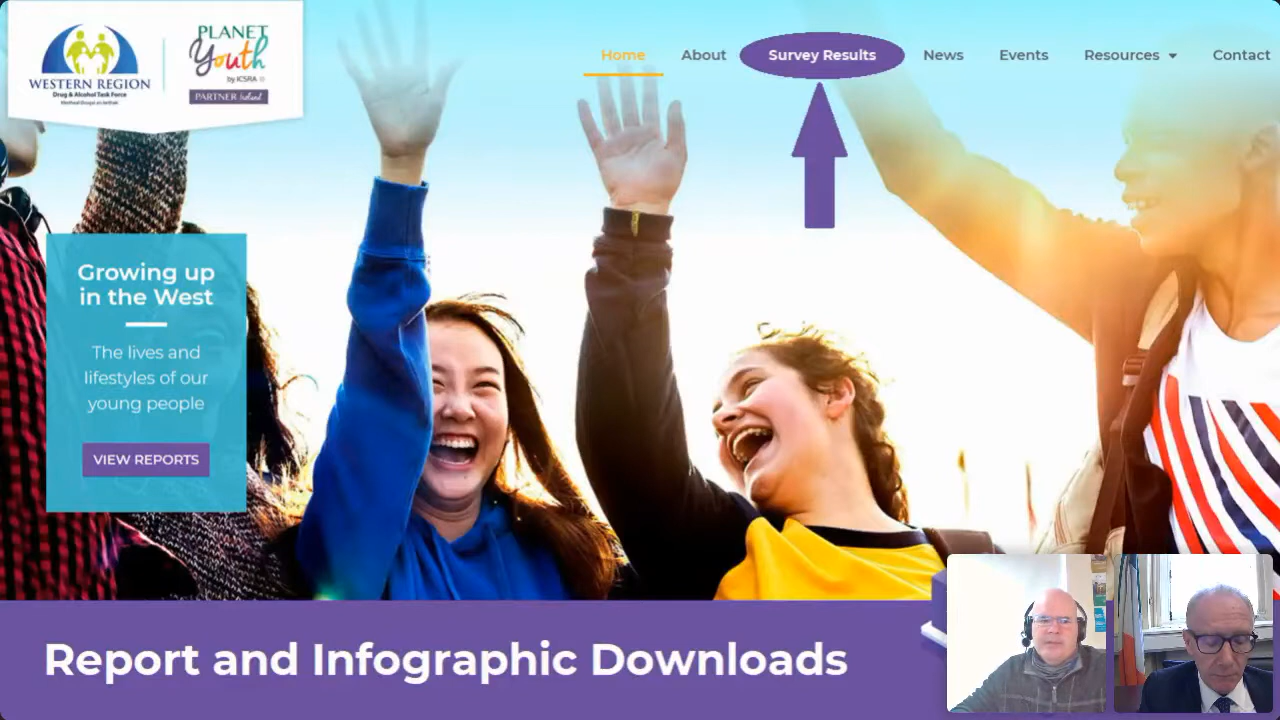 WESTERN REGION
Drug & Alcohol Task Force
PLANET
Youth
by ICSRA
PARTNER Ireland
Home
About
Survey Results
News
Events
Resources
Contact
Growing up
in the West
The lives and
lifestyles of our
young people
VIEW REPORTS
Report and Infographic Downloads